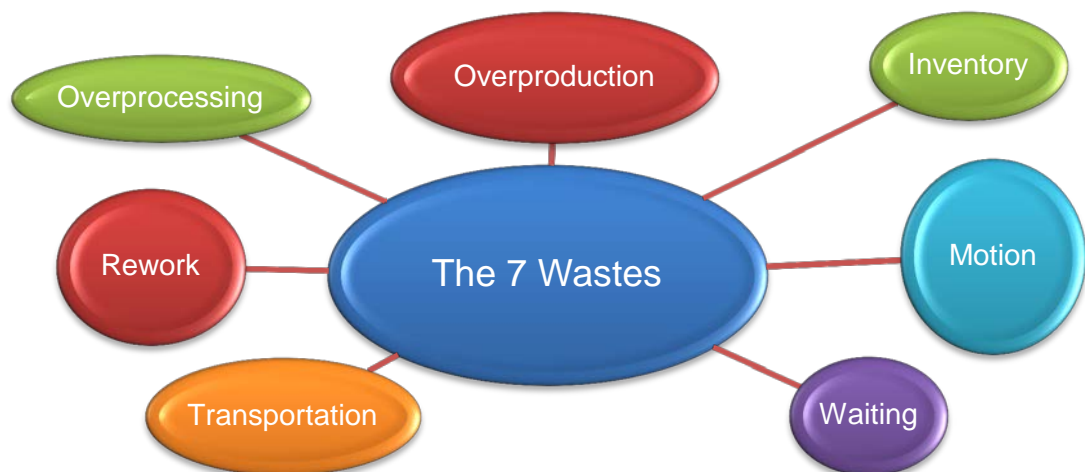 Overproduction
Inventory
Overprocessing
Rework
The 7 Wastes
Motion
Transportation
Waiting